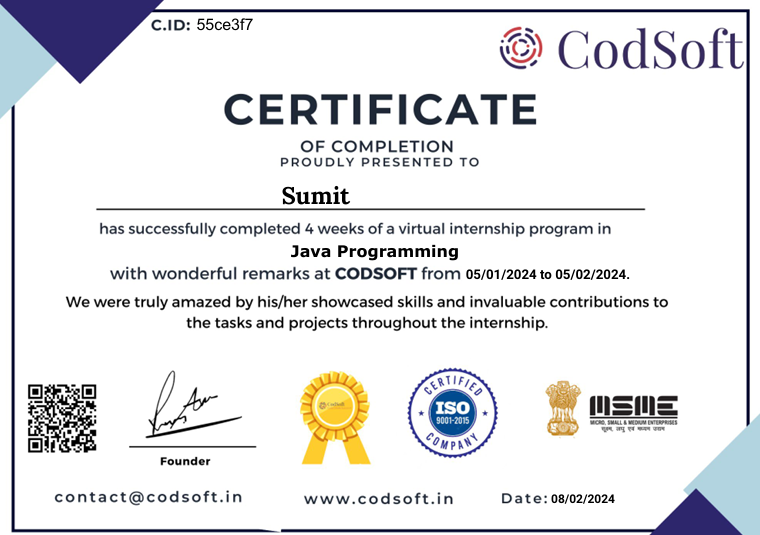 C.ID: 55ce3f7
CodSoft
CERTIFICATE
OF COMPLETION
PROUDLY PRESENTED TO
Sumit
has successfully completed 4 weeks of a virtual internship program in
Java Programming
with wonderful remarks at CODSOFT from 05/01/2024 to 05/02/2024.
We were truly amazed by his/her showcased skills and invaluable contributions to
the tasks and projects throughout the internship.
Founder
CodSoft
CERTIFIED
ISO
9001-2015
COMPANY
MSME
MICRO, SMALL & MEDIUM ENTERPRISES
सूक्ष्म, लघु एवं मध्यम उद्यम
contact@codsoft.in
www.codsoft.in
Date: 08/02/2024